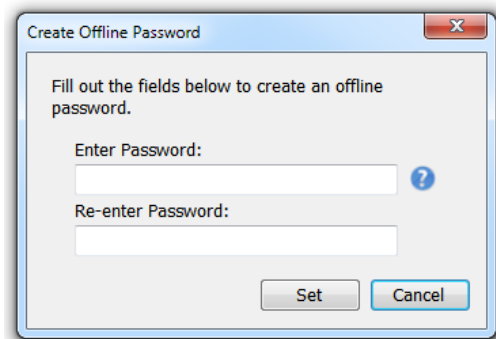 Create Offline Password
Fill out the fields below to create an offline
password.
Enter Password:
?
Re-enter Password:
Set Cancel